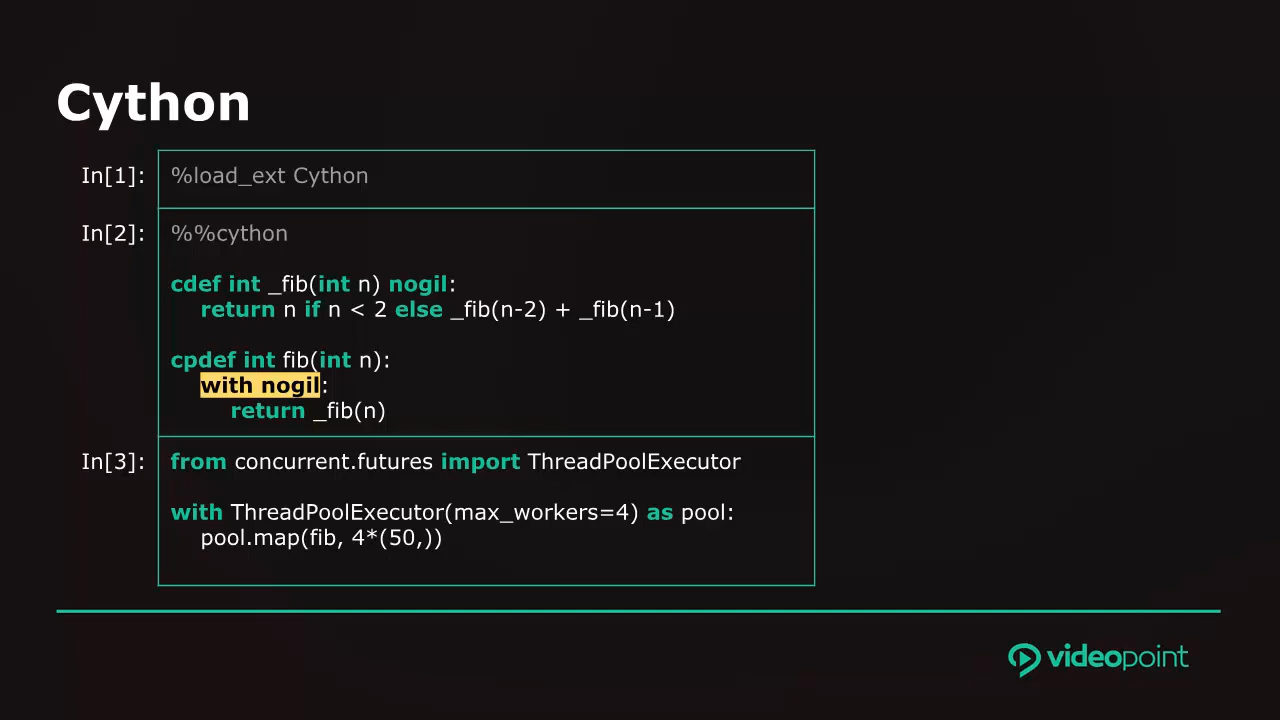 Cython
In[1]: %load_ext Cython
In[2]: %%cython
cdef int _fib(int n) nogil:
return n if n < 2 else _fib(n-2) + _fib(n-1)
cpdef int fib(int n):
with nogil:
return _fib(n)
In[3]: from concurrent.futures import ThreadPoolExecutor
with ThreadPoolExecutor(max_workers=4) as pool:
pool.map(fib, 4*(50,))
videopoint